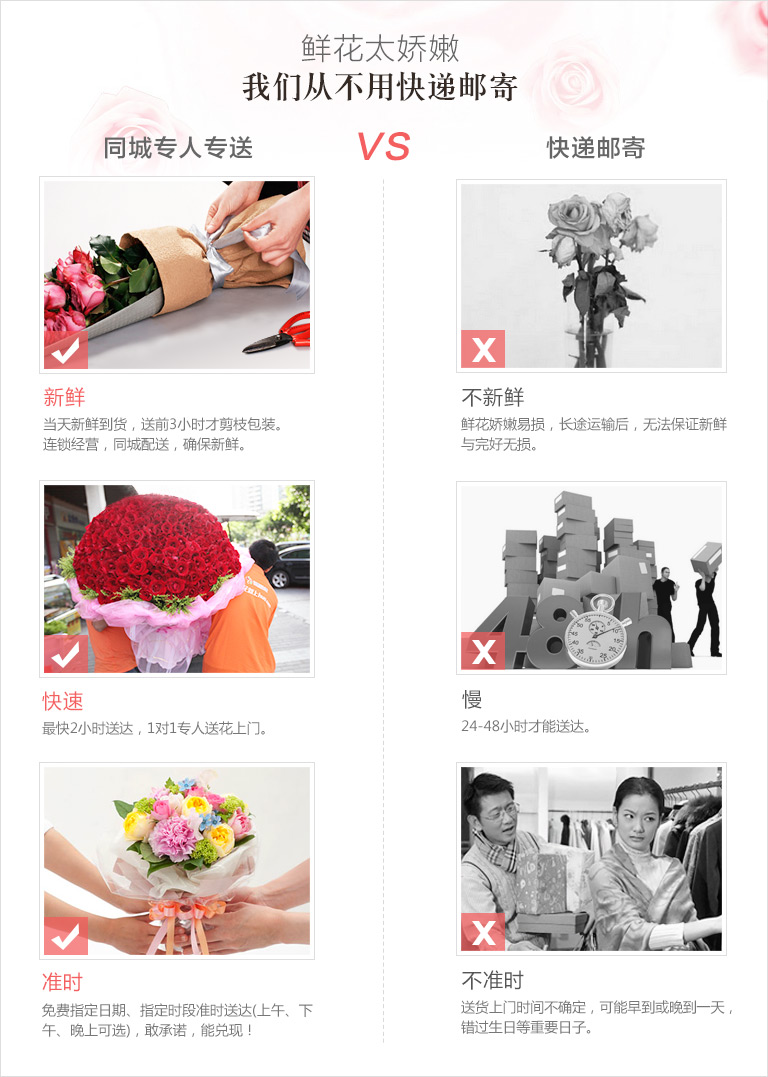 鲜花太娇嫩
我们从不用快递邮寄
同城专人专送
VS
快递邮寄
新鲜
当天新鲜到货，送前3小时才剪枝包装。
连锁经营，同城配送，确保新鲜。
不新鲜
鲜花娇嫩易损，长途运输后，无法保证新鲜
与完好无损。
快速
最快2小时送达，1对1专人送花上门。
48h.
慢
24-48小时才能送达。
准时
免费指定日期、指定时段准时送达(上午、下
午、晚上可选)，敢承诺，能兑现！
不准时
送货上门时间不确定，可能早到或晚到一天，
错过生日等重要日子。